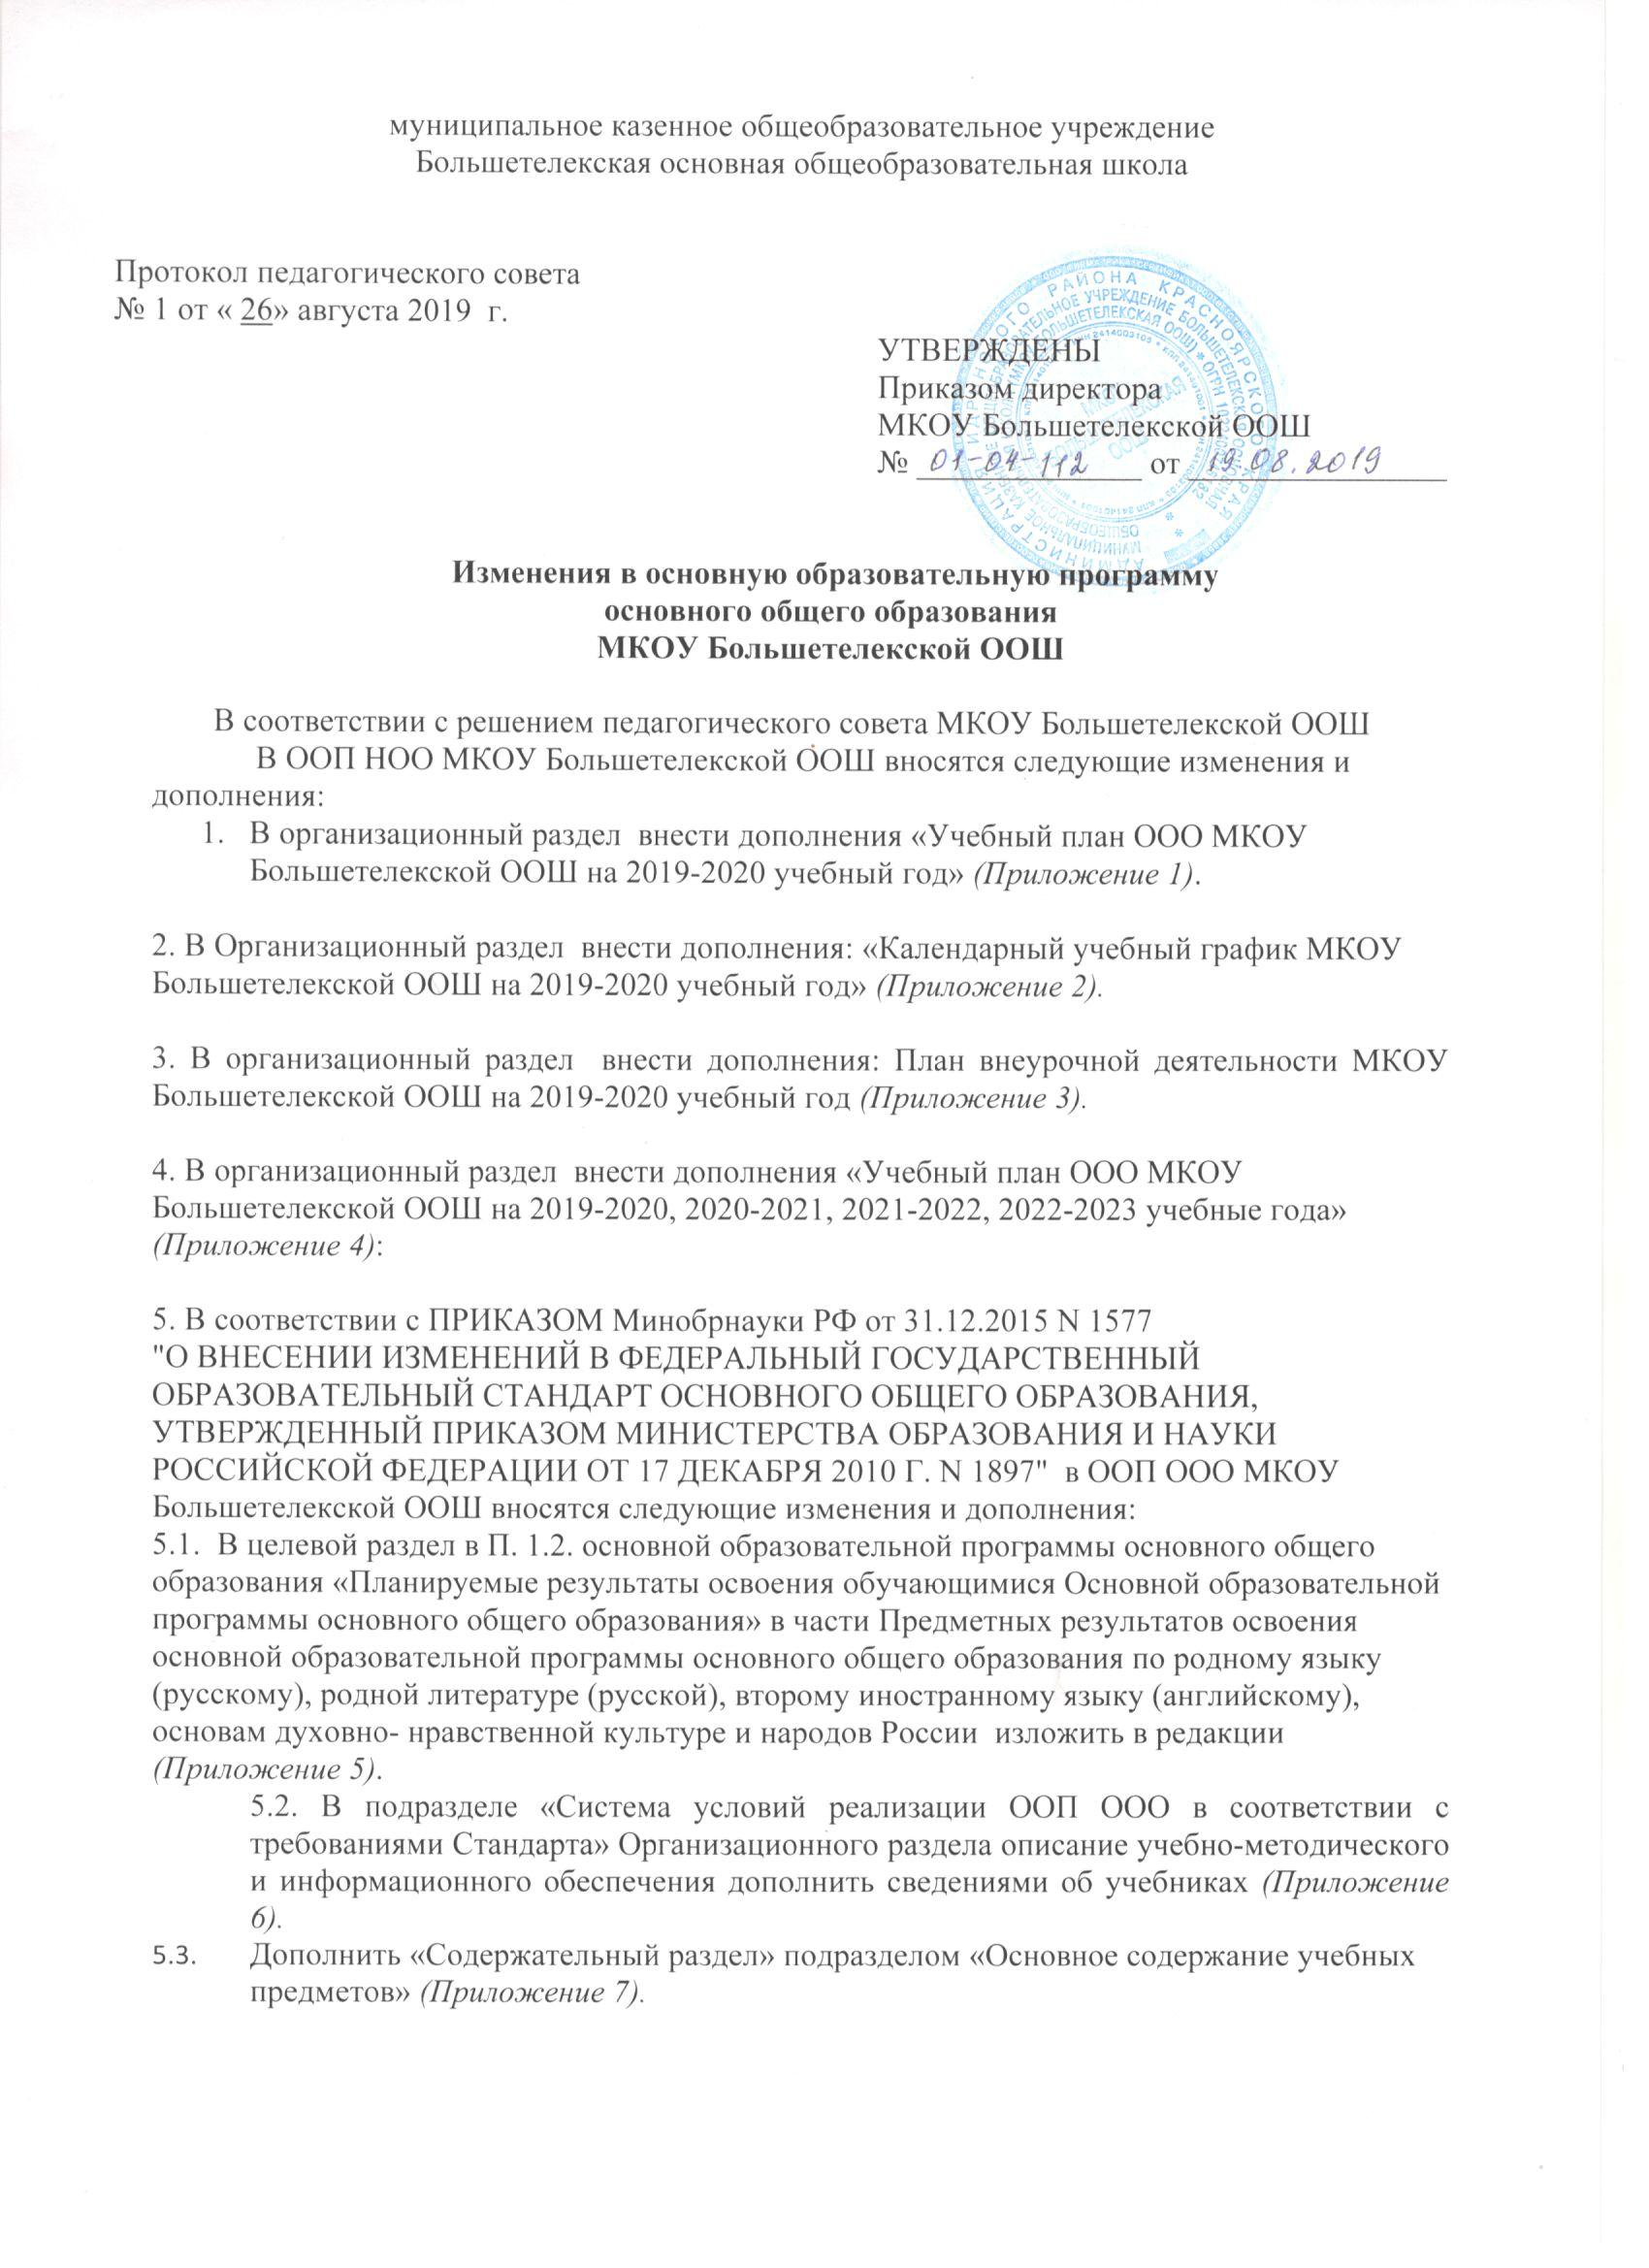 муниципальное казенное общеобразовательное учреждение
Большетелекская основная общеобразовательная школа
Протокол педагогического совета
№ 1 от « 26» августа 2019 г.
УТВЕРЖДЕНЫ
Приказом директора
МКОУ Большетелекской ООШ
№ 01-04-112 от 19.08.2019
Изменения в основную образовательную программу
основного общего образования
МКОУ Большетелекской ООШ
В соответствии с решением педагогического совета МКОУ Большетелекской ООШ
В ООП НОО МКОУ Большетелекской ООШ вносятся следующие изменения и
дополнения:
1. В организационный раздел внести дополнения «Учебный план ООО МКОУ
Большетелекской ООШ на 2019-2020 учебный год» (Приложение 1).
2. В Организационный раздел внести дополнения: «Календарный учебный график МКОУ
Большетелекской ООШ на 2019-2020 учебный год» (Приложение 2).
3. В организационный раздел внести дополнения: План внеурочной деятельности МКОУ
Большетелекской ООШ на 2019-2020 учебный год (Приложение 3).
4. В организационный раздел внести дополнения «Учебный план ООО МКОУ
Большетелекской ООШ на 2019-2020, 2020-2021, 2021-2022, 2022-2023 учебные года»
(Приложение 4):
5. В соответствии с ПРИКАЗОМ Минобрнауки РФ от 31.12.2015 N 1577
"О ВНЕСЕНИИ ИЗМЕНЕНИЙ В ФЕДЕРАЛЬНЫЙ ГОСУДАРСТВЕННЫЙ
ОБРАЗОВАТЕЛЬНЫЙ СТАНДАРТ ОСНОВНОГО ОБЩЕГО ОБРАЗОВАНИЯ,
УТВЕРЖДЕННЫЙ ПРИКАЗОМ МИНИСТЕРСТВА ОБРАЗОВАНИЯ И НАУКИ
РОССИЙСКОЙ ФЕДЕРАЦИИ ОТ 17 ДЕКАБРЯ 2010 Г. N 1897" в ООП ООО МКОУ
Большетелекской ООШ вносятся следующие изменения и дополнения:
5.1. В целевой раздел в П. 1.2. основной образовательной программы основного общего
образования «Планируемые результаты освоения обучающимися Основной образовательной
программы основного общего образования» в части Предметных результатов освоения
основной образовательной программы основного общего образования по родному языку
(русскому), родной литературе (русской), второму иностранному языку (английскому),
основам духовно- нравственной культуре и народов России изложить в редакции
(Приложение 5).
5.2. В подразделе «Система условий реализации ООП ООО в соответствии с
требованиями Стандарта» Организационного раздела описание учебно-методического
и информационного обеспечения дополнить сведениями об учебниках (Приложение
6).
5.3. Дополнить «Содержательный раздел» подразделом «Основное содержание учебных
предметов» (Приложение 7).